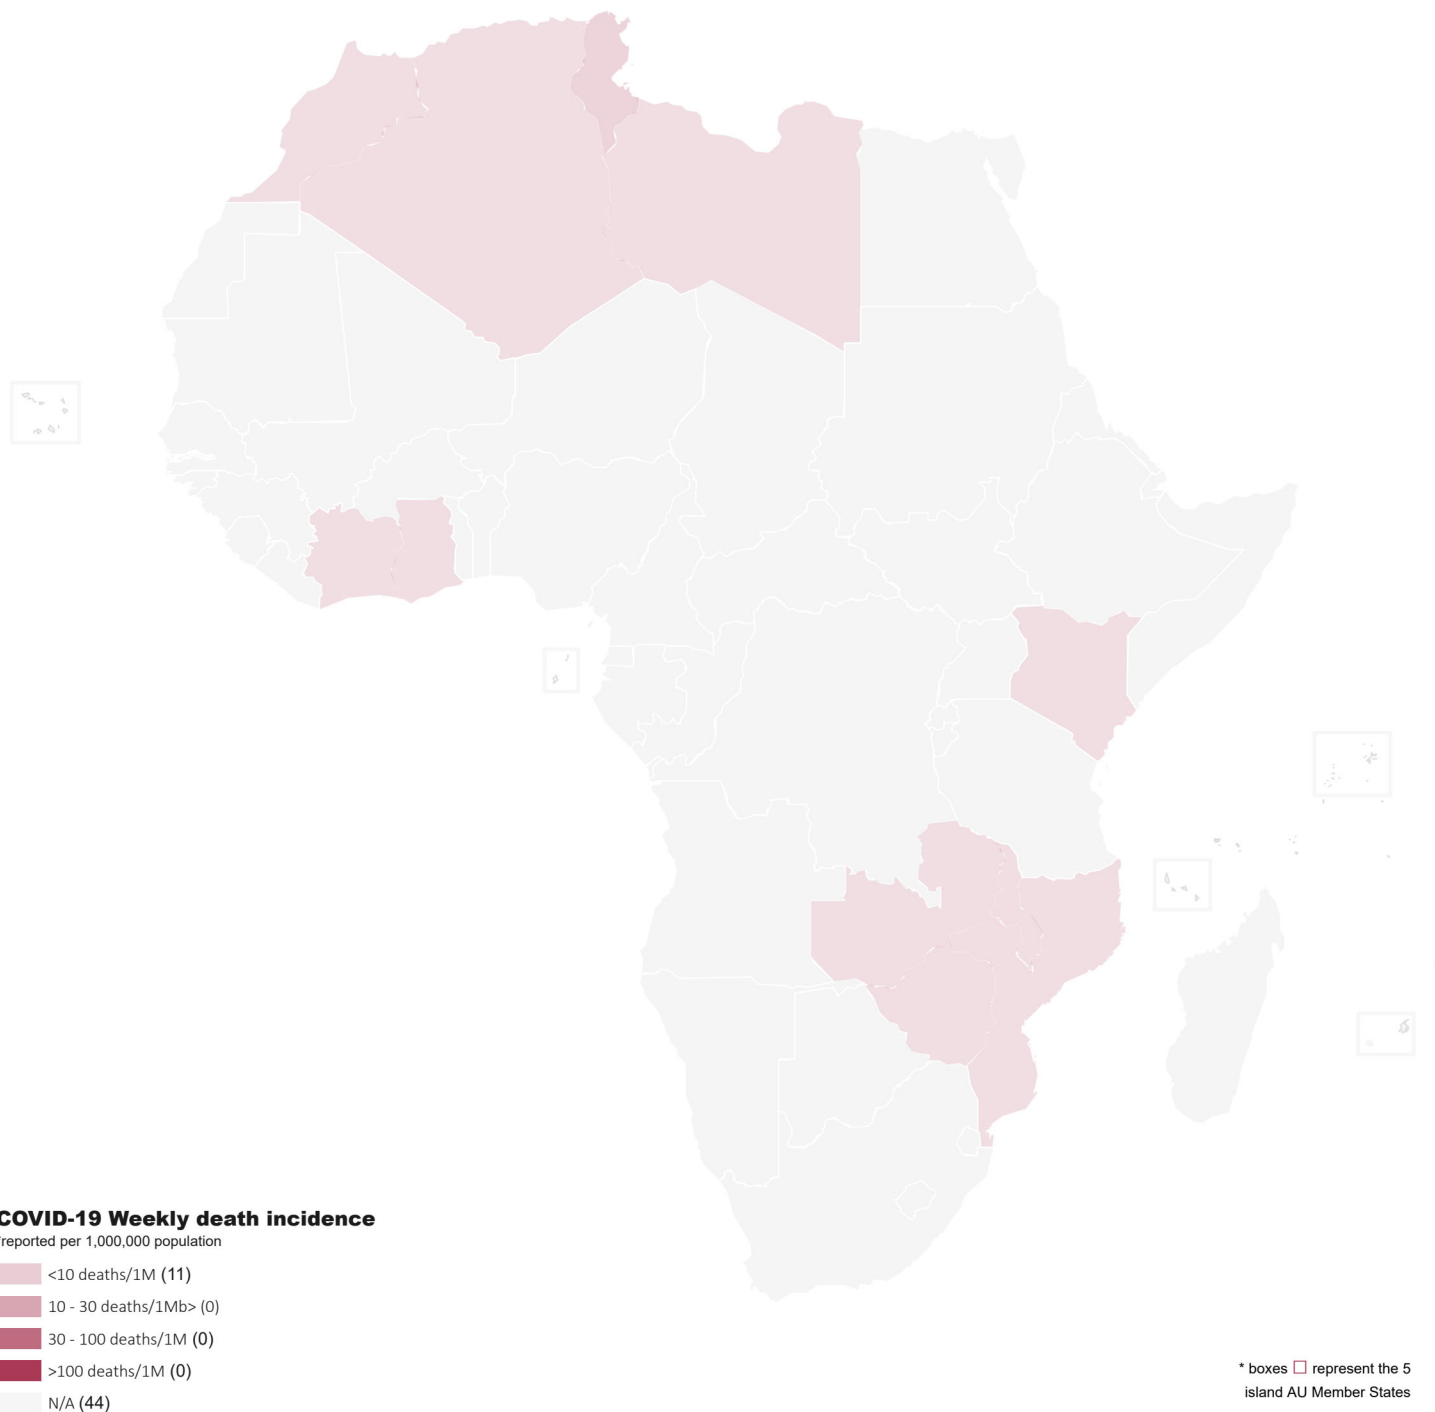 COVID-19 Weekly death incidence
*reported per 1,000,000 population
<10 deaths/1M (11)
10 - 30 deaths/1Mb> (0)
30 - 100 deaths/1M (0)
>100 deaths/1M (0)
N/A (44)
* boxes □ represent the 5
island AU Member States